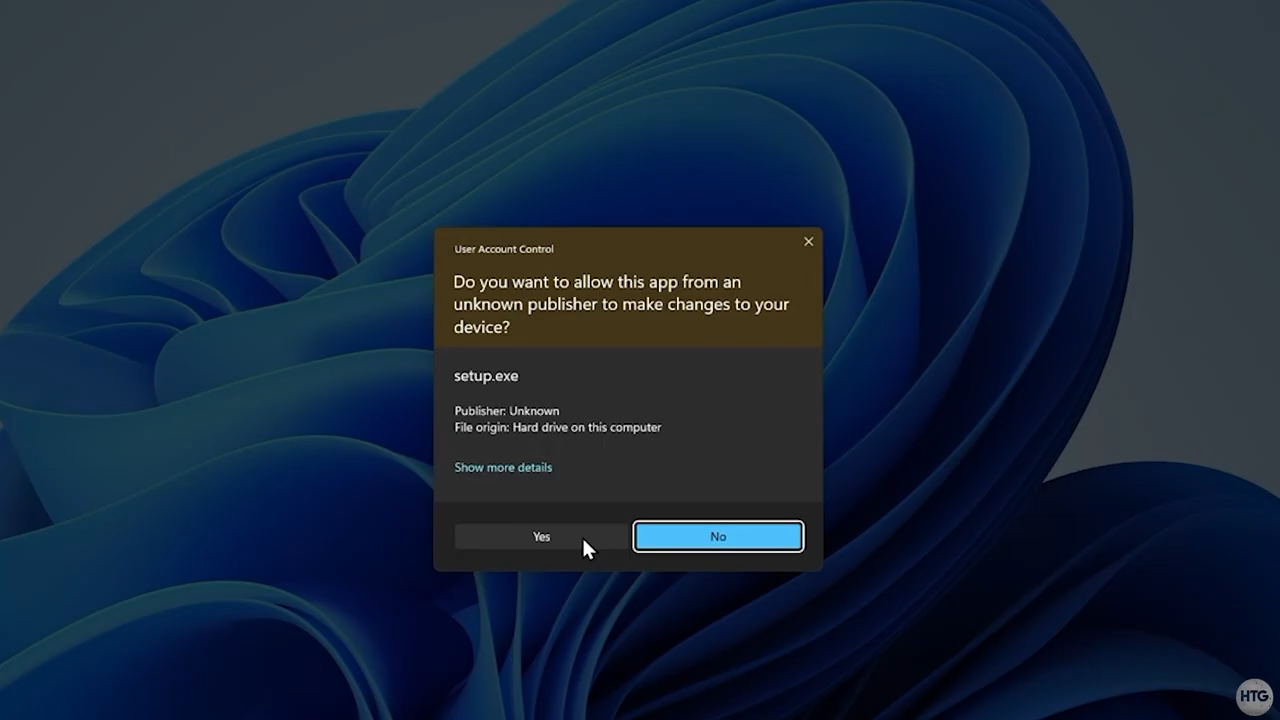 User Account Control
Do you want to allow this app from an
unknown publisher to make changes to your
device?
setup.exe
Publisher: Unknown
File origin: Hard drive on this computer
Show more details
Yes
No
HTG